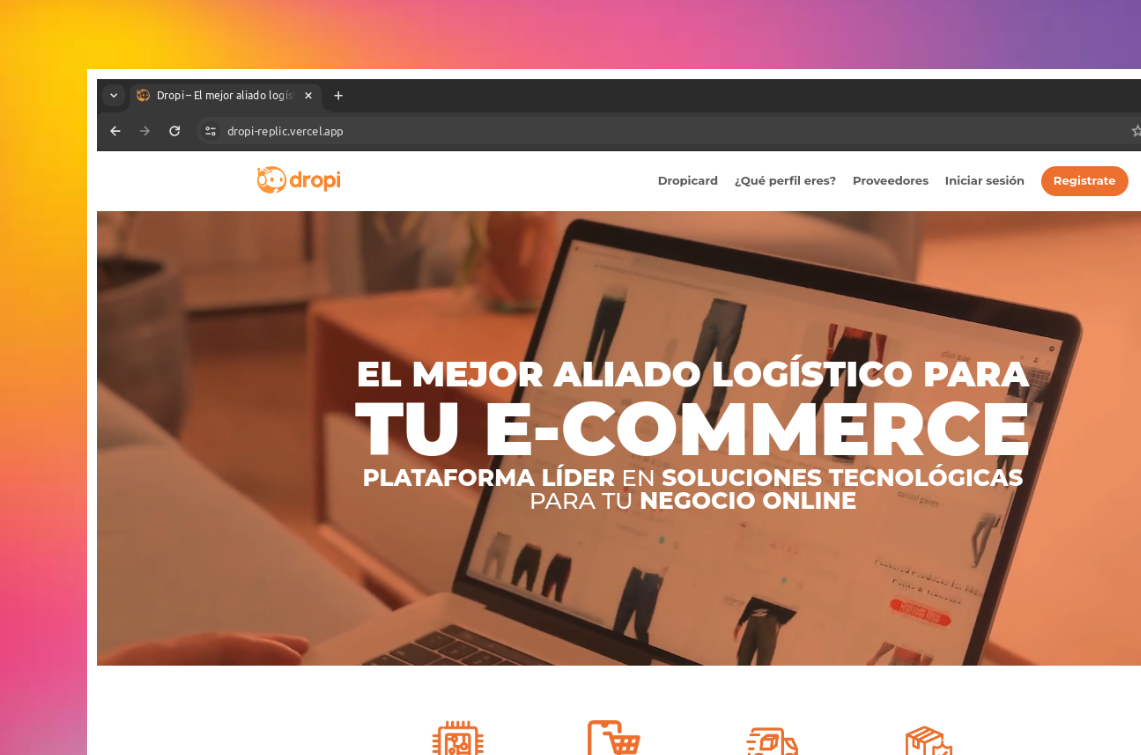 Dropi – El mejor aliado logís
dropi-replic.vercel.app
dropi
Dropicard ¿Qué perfil eres? Proveedores Iniciar sesión Registrate
EL MEJOR ALIADO LOGÍSTICO PARA
TU E-COMMERCE
PLATAFORMA LÍDER EN SOLUCIONES TECNOLÓGICAS
PARA TU NEGOCIO ONLINE